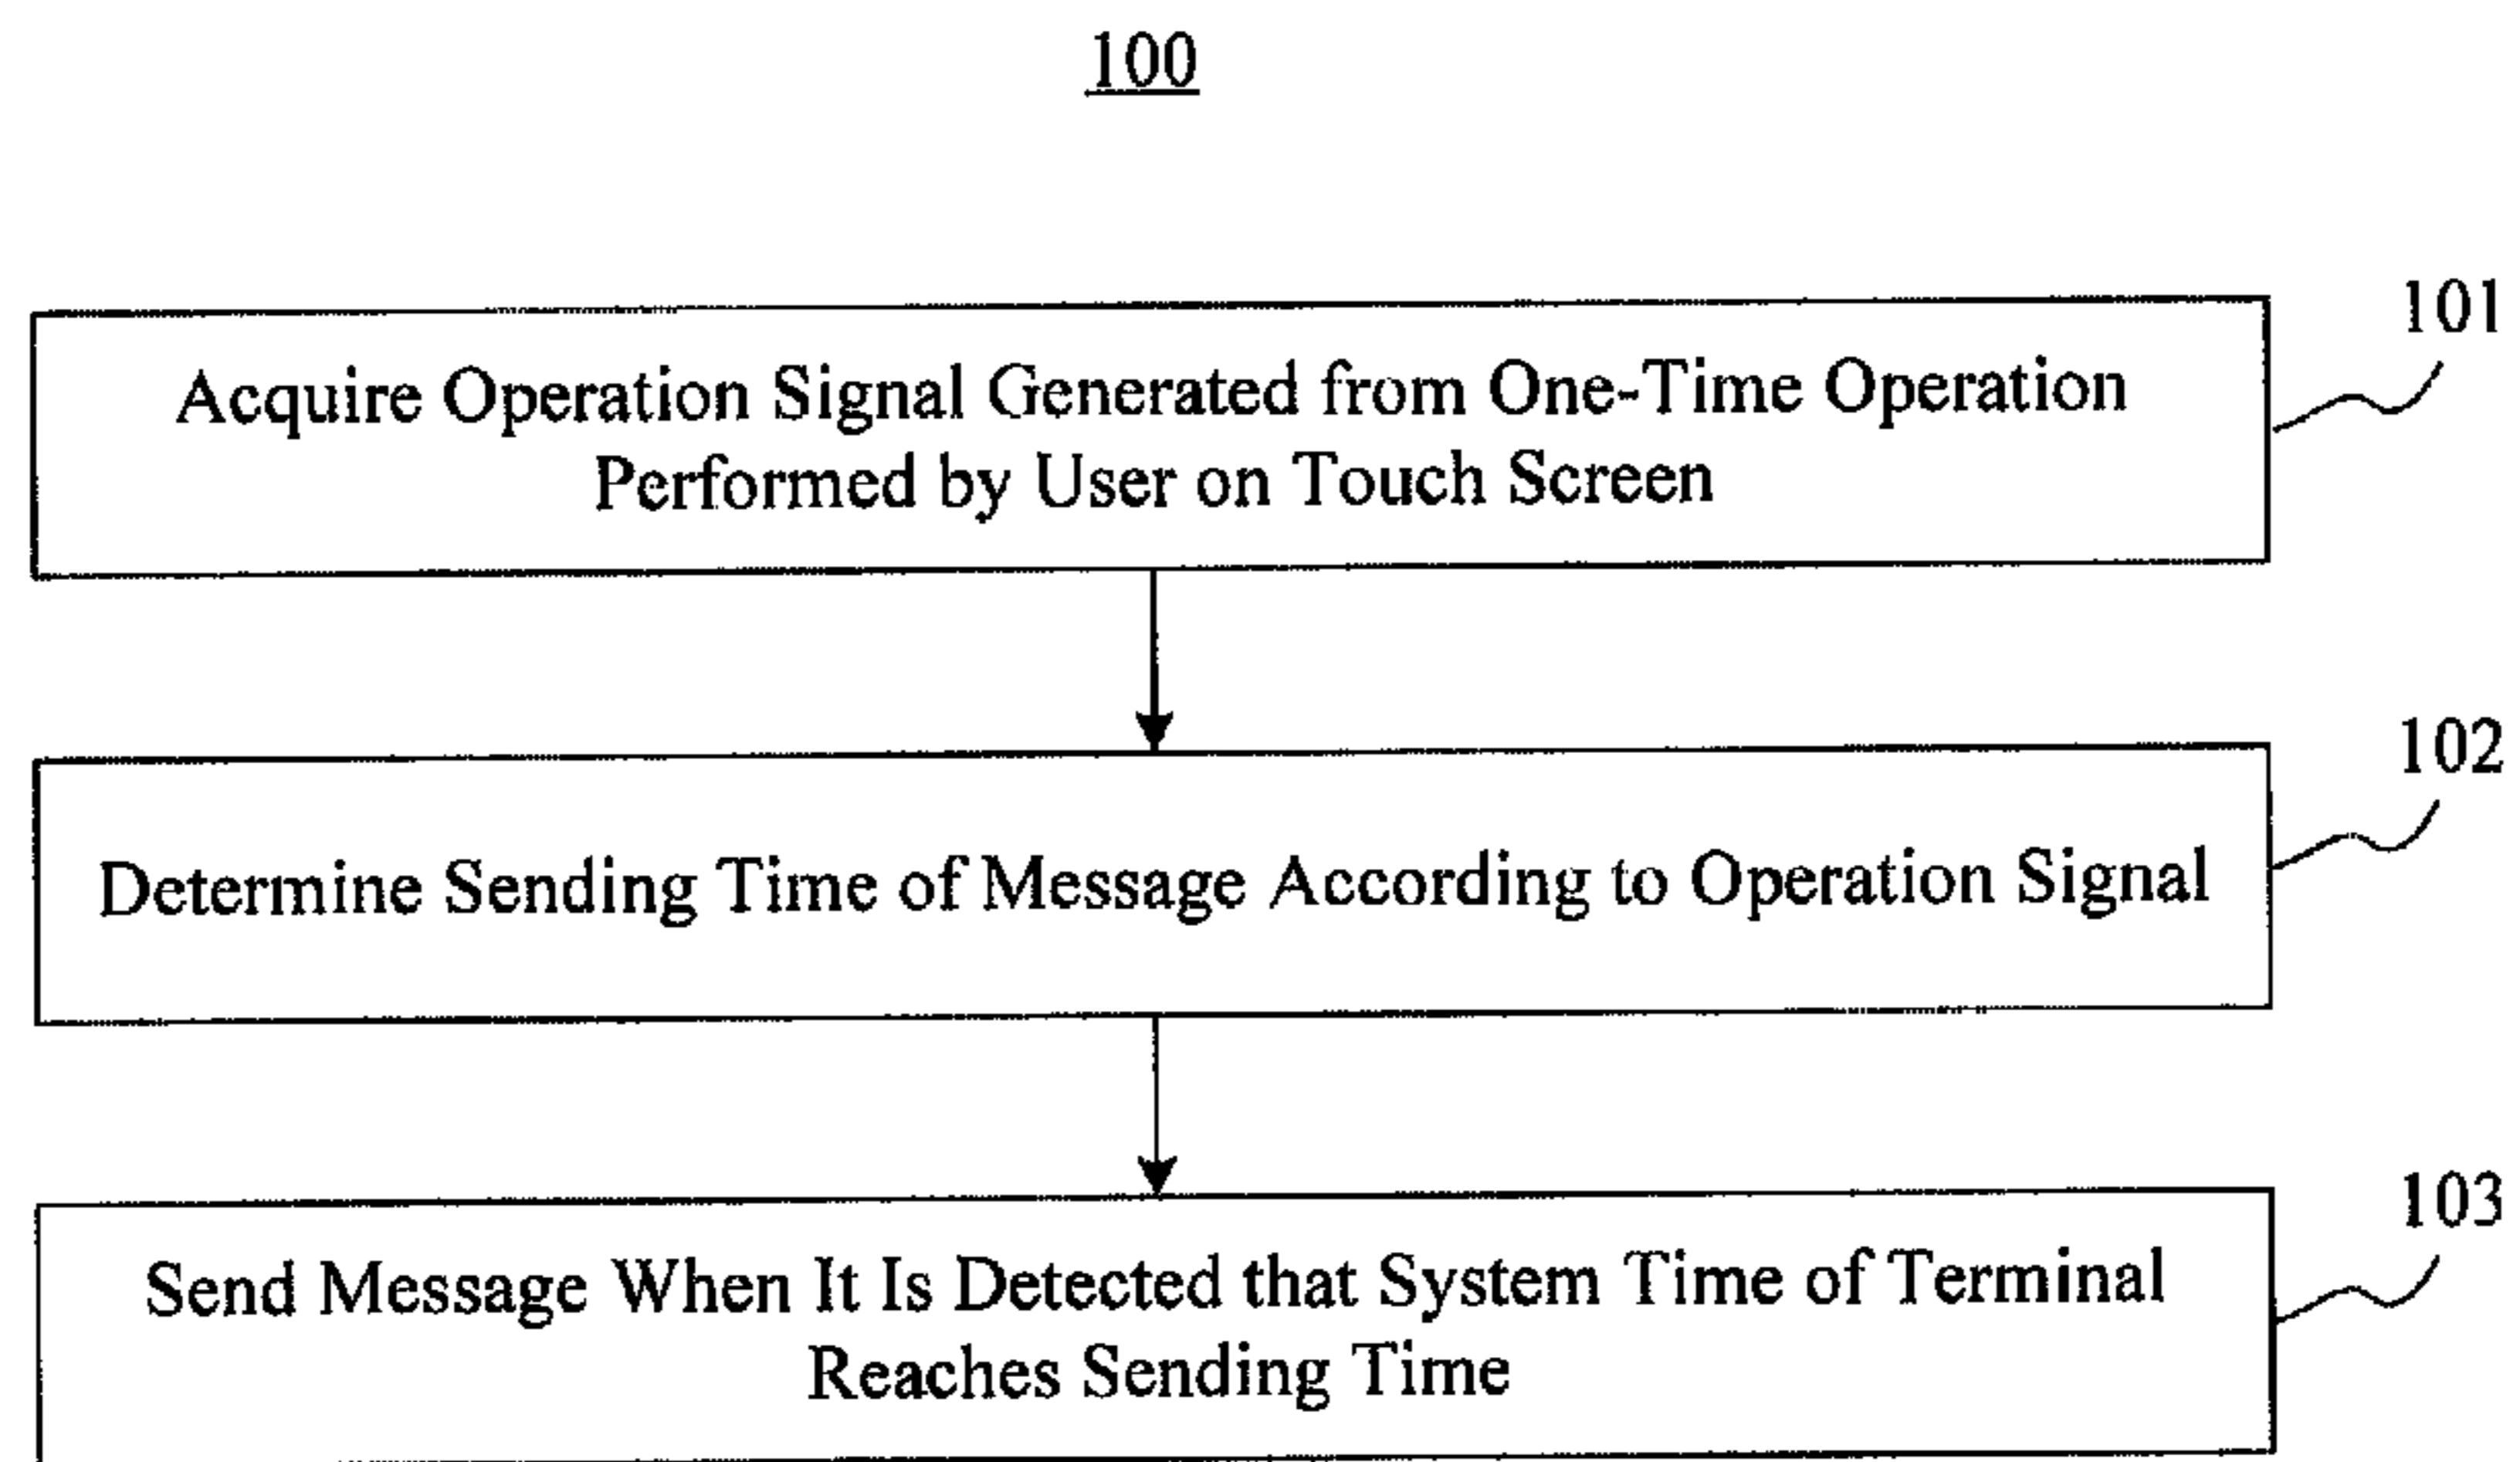 100
101
Acquire Operation Signal Generated from One-Time Operation
Performed by User on Touch Screen
102
Determine Sending Time of Message According to Operation Signal
103
Send Message When It Is Detected that System Time of Terminal
Reaches Sending Time